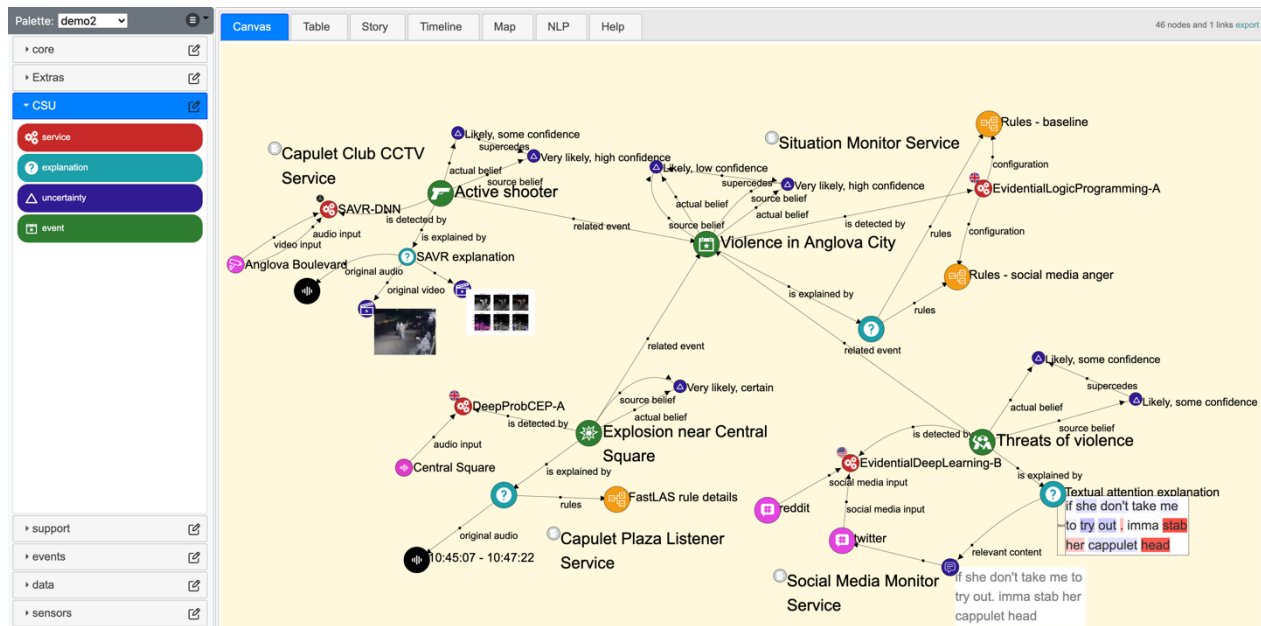 Palette: demo2
Canvas
Table
Story
Timeline
Map
NLP
Help
46 nodes and 1 links export
core
Extras
CSU
service
explanation
uncertainty
event
support
events
data
sensors
Capulet Club CCTV
Service
Likely, some confidence
supercedes
Very likely, high confidence
actual belief
source belief
Active shooter
SAVR-DNN
is detected by
audio input
video input
Anglova Boulevard
is explained by
SAVR explanation
original audio
original video
related event
Situation Monitor Service
Likely, low confidence
supercedes
Very likely, high confidence
actual belief
source belief
actual belief
source belief
Violence in Anglova City
is detected by
Rules - baseline
configuration
EvidentialLogicProgramming-A
configuration
rules
Rules - social media anger
is explained by
rules
related event
related event
DeepProbCEP-A
is detected by
audio input
Central Square
Very likely, certain
source belief
actual belief
Explosion near Central
Square
is explained by
rules
FastLAS rule details
original audio
10:45:07 - 10:47:22
Capulet Plaza Listener
Service
Likely, some confidence
supercedes
Likely, some confidence
actual belief
source belief
is detected by
Threats of violence
EvidentialDeepLearning-B
social media input
reddit
social media input
twitter
is explained by
Textual attention explanation
if she don't take me
to try out . imma stab
her cappulet head
relevant content
Social Media Monitor
Service
if she don't take me to
try out. imma stab her
cappulet head